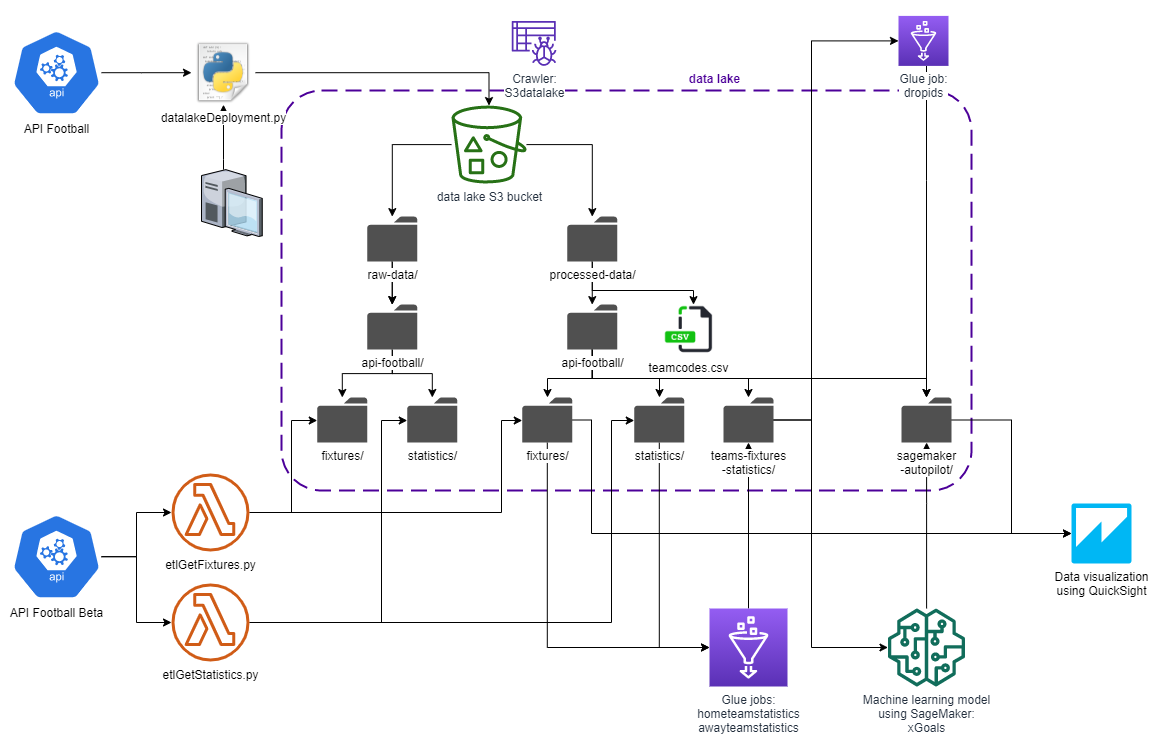 api
API Football
datalakeDeployment.py
Crawler:
S3datalake
data lake
Glue job:
dropids
data lake S3 bucket
raw-data/
processed-data/
api-football/
api-football/
CSV
teamcodes.csv
fixtures/
statistics/
fixtures/
statistics/
teams-fixtures
-statistics/
sagemaker
-autopilot/
api
API Football Beta
etlGetFixtures.py
etlGetStatistics.py
Data visualization
using QuickSight
Glue jobs:
hometeamstatistics
awayteamstatistics
Machine learning model
using SageMaker:
xGoals